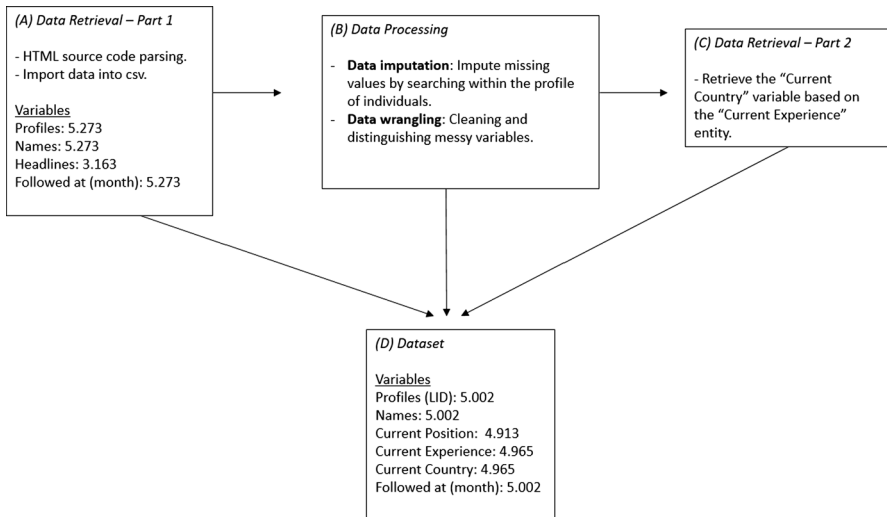 (A) Data Retrieval – Part 1
- HTML source code parsing.
- Import data into csv.
Variables
Profiles: 5.273
Names: 5.273
Headlines: 3.163
Followed at (month): 5.273
(B) Data Processing
- Data imputation: Impute missing
values by searching within the profile
of individuals.
- Data wrangling: Cleaning and
distinguishing messy variables.
(C) Data Retrieval – Part 2
- Retrieve the “Current
Country” variable based on
the “Current Experience”
entity.
(D) Dataset
Variables
Profiles (LID): 5.002
Names: 5.002
Current Position: 4.913
Current Experience: 4.965
Current Country: 4.965
Followed at (month): 5.002